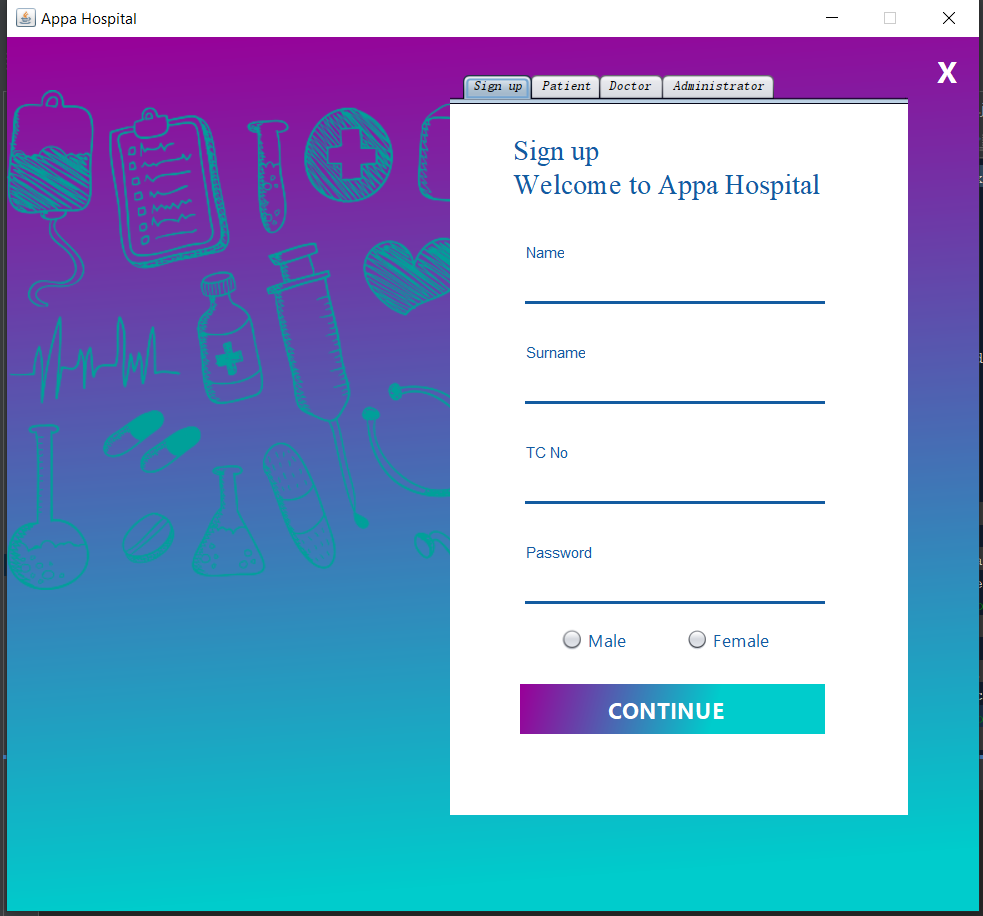 Appa Hospital
X
Sign up Patient Doctor Administrator
Sign up
Welcome to Appa Hospital
Name
Surname
TC No
Password
Male Female
CONTINUE